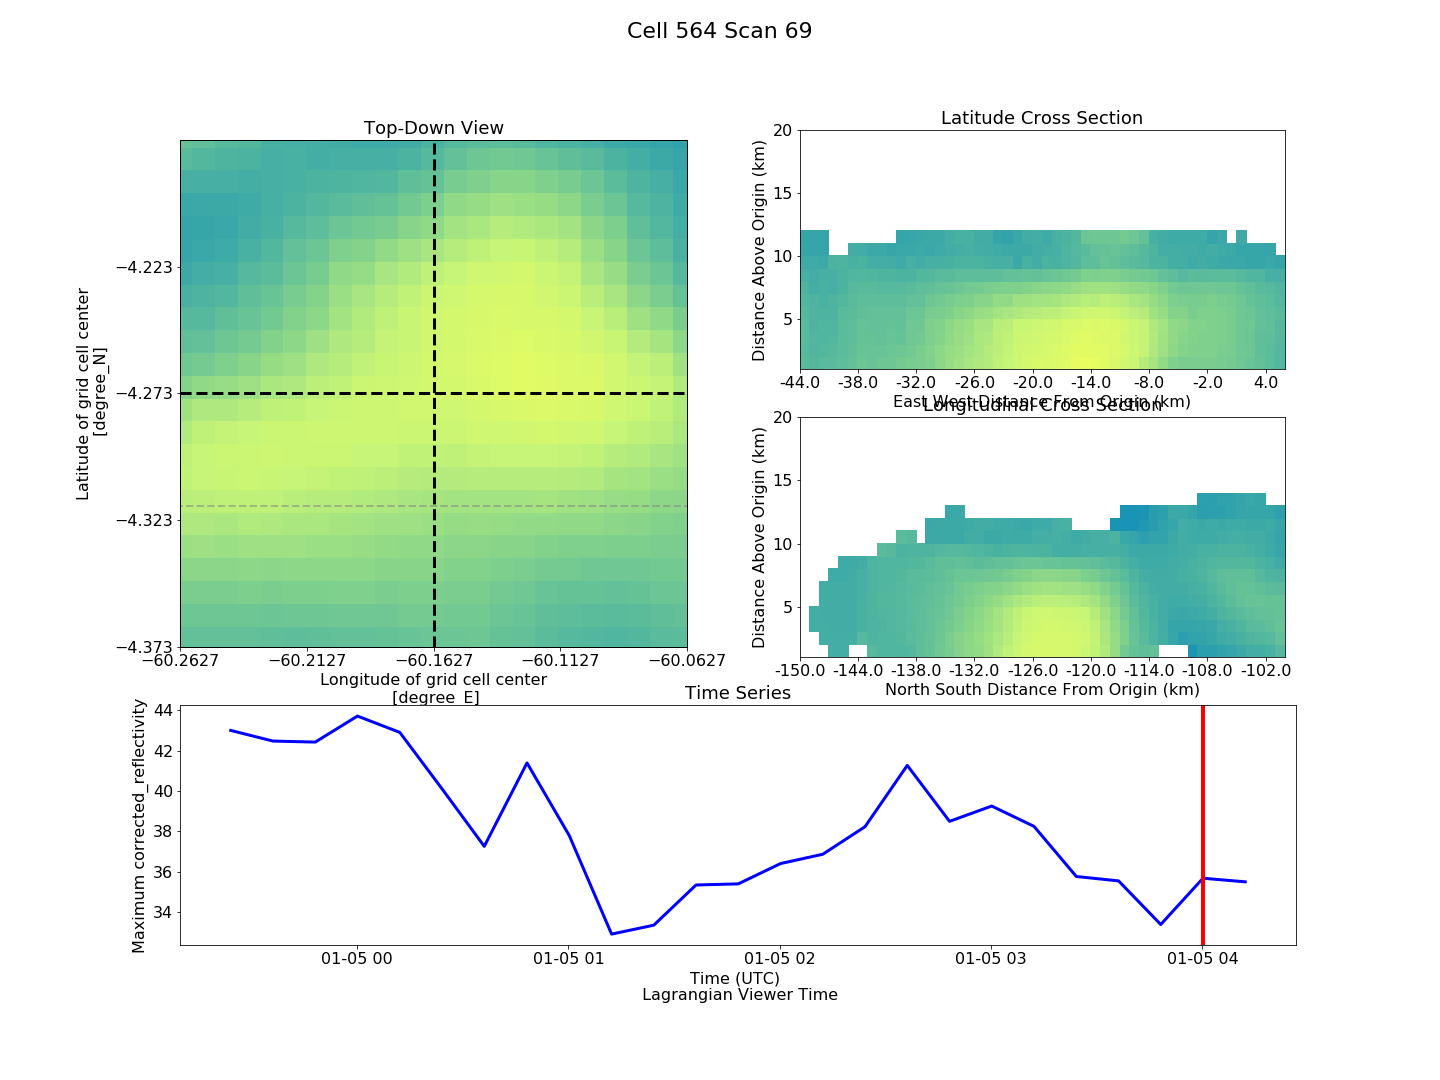 Cell 564 Scan 69
Top-Down View
Latitude of grid cell center
[degree_N]
−4.223
−4.273
−4.323
−4.373
−60.2627 −60.2127 −60.1627 −60.1127 −60.0627
Longitude of grid cell center
[degree_E]
Latitude Cross Section
Distance Above Origin (km)
20
15
10
5
-44.0 -38.0 -32.0 -26.0 -20.0 -14.0 -8.0 -2.0 4.0
East West Distance From Origin (km)
Longitudinal Cross Section
Distance Above Origin (km)
20
15
10
5
-150.0 -144.0 -138.0 -132.0 -126.0 -120.0 -114.0 -108.0 -102.0
North South Distance From Origin (km)
Time Series
Maximum corrected_reflectivity
44
42
40
38
36
34
01-05 00 01-05 01 01-05 02 01-05 03 01-05 04
Time (UTC)
Lagrangian Viewer Time